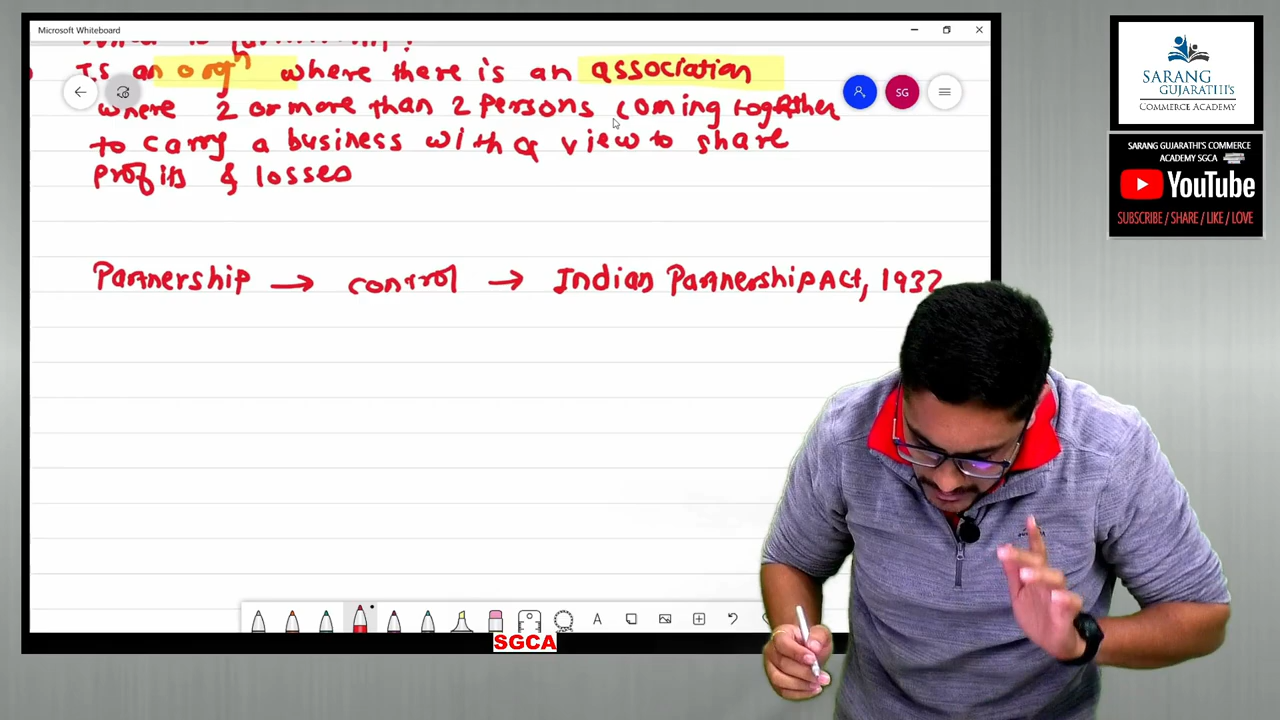 Microsoft Whiteboard
Is an orgn where there is an association
where 2 or more than 2 persons coming together
to carry a business with a view to share
profits & losses
Partnership → control → Indian Partnership Act, 1932
SG
SGCA
SARANG
GUJARATHI'S
COMMERCE ACADEMY
SARANG GUJARATHI'S COMMERCE
ACADEMY SGCA
YouTube
SUBSCRIBE / SHARE / LIKE / LOVE